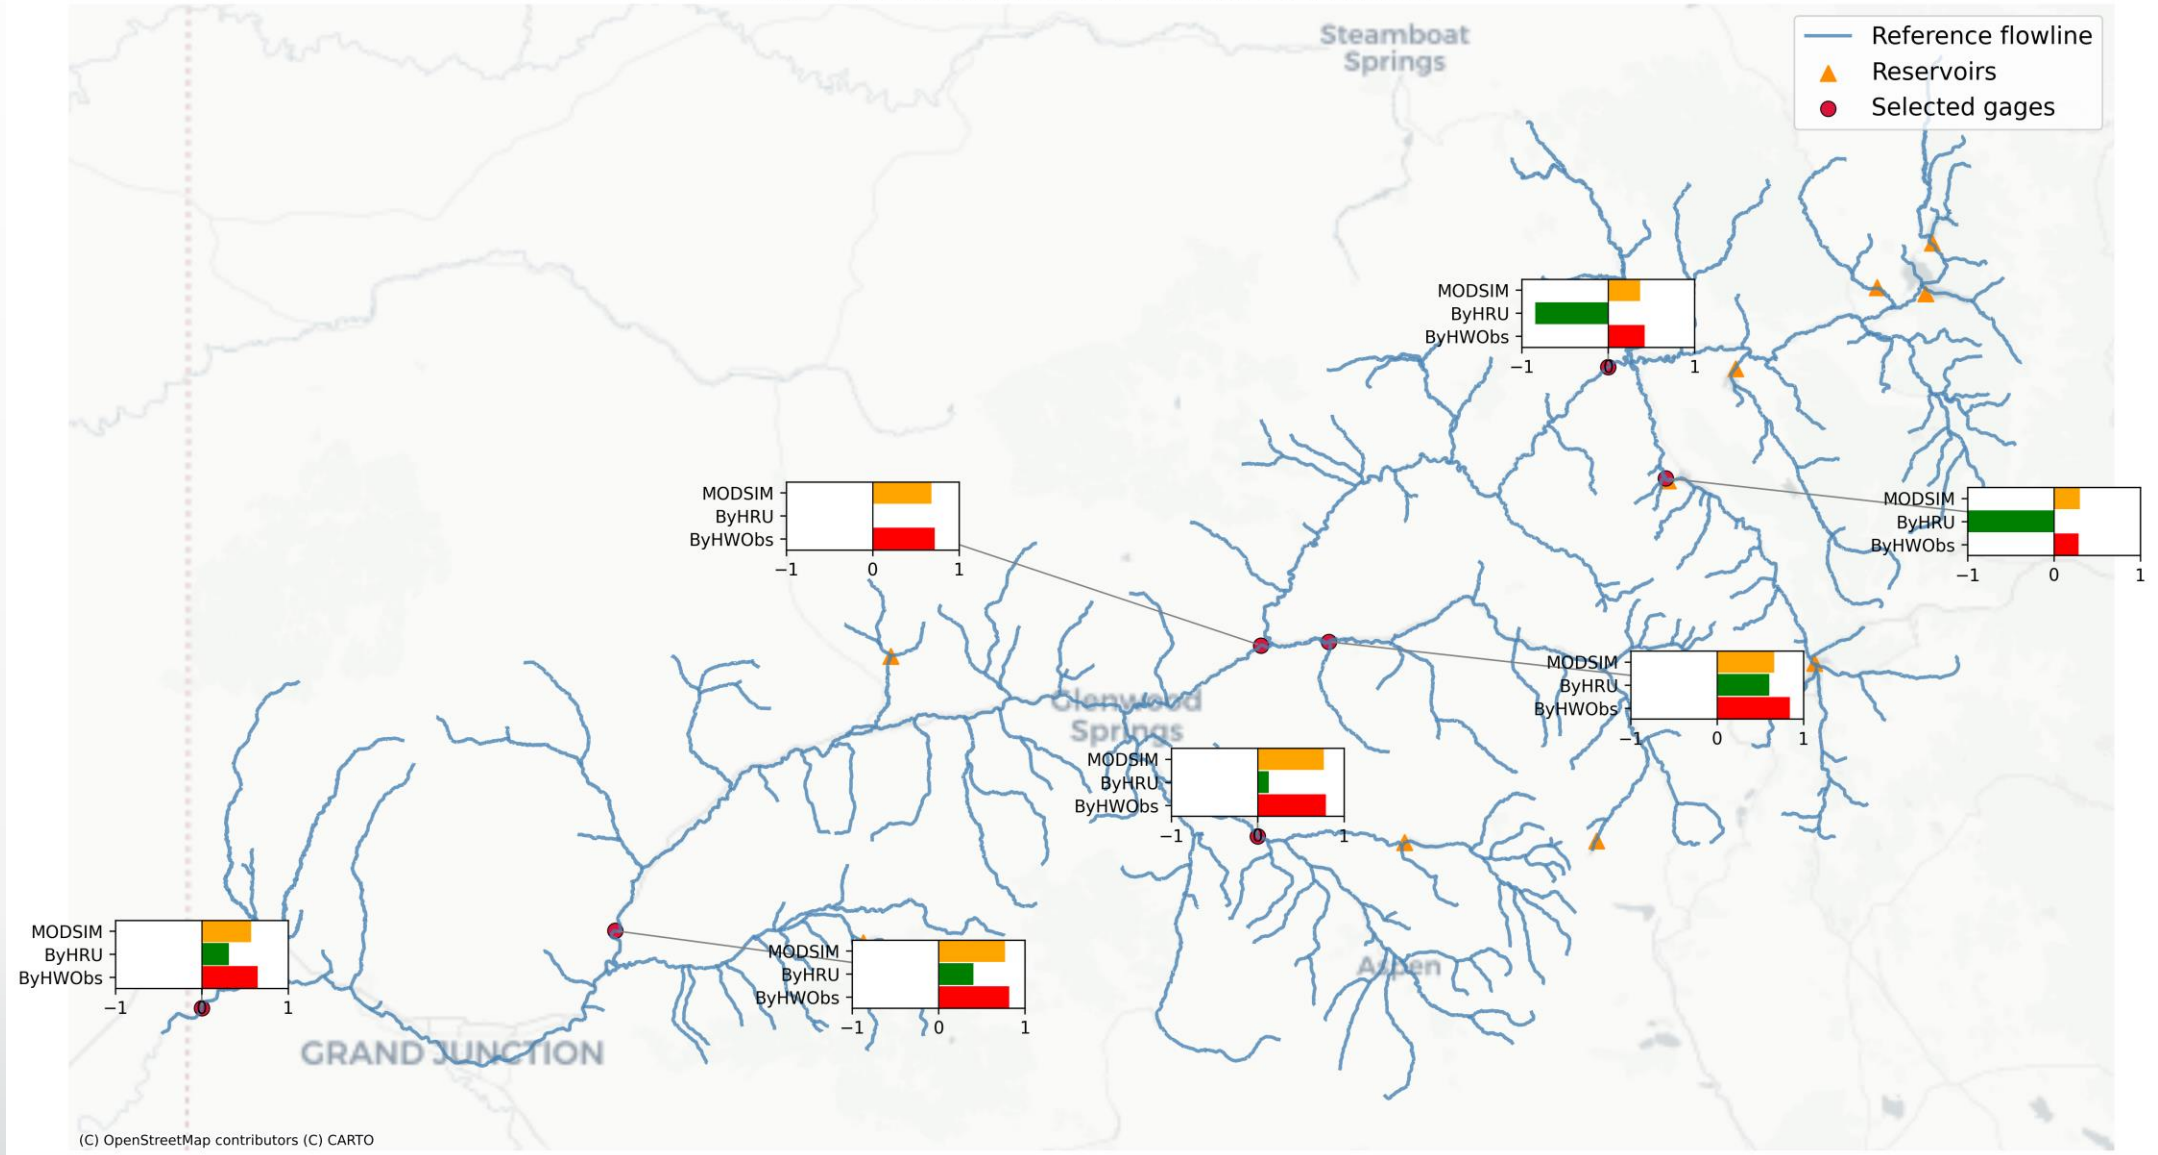 Steamboat
Springs
Reference flowline
Reservoirs
Selected gages
MODSIM
ByHRU
ByHWObs
−1 0 1
MODSIM
ByHRU
ByHWObs
−1 0 1
MODSIM
ByHRU
ByHWObs
−1 0 1
MODSIM
ByHRU
ByHWObs
−1 0 1
Glenwood
Springs
MODSIM
ByHRU
ByHWObs
−1 0 1
MODSIM
ByHRU
ByHWObs
−1 0 1
MODSIM
ByHRU
ByHWObs
−1 0 1
Aspen
GRAND JUNCTION
(C) OpenStreetMap contributors (C) CARTO